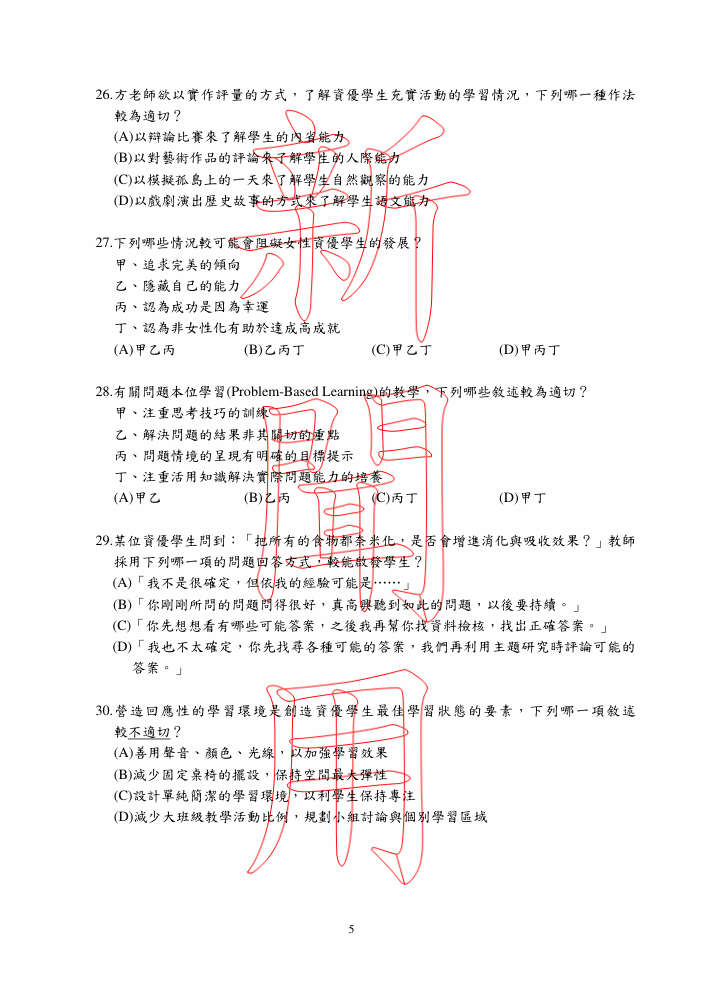 26.方老師欲以實作評量的方式，了解資優學生充實活動的學習情況，下列哪一種作法
較為適切？
(A)以辯論比賽來了解學生的內省能力
(B)以對藝術作品的評論來了解學生的人際能力
(C)以模擬孤島上的一天來了解學生自然觀察的能力
(D)以戲劇演出歷史故事的方式來了解學生語文能力
27.下列哪些情況較可能會阻礙女性資優學生的發展？
甲、追求完美的傾向
乙、隱藏自己的能力
丙、認為成功是因為幸運
丁、認為非女性化有助於達成高成就
(A)甲乙丙 (B)乙丙丁 (C)甲乙丁 (D)甲丙丁
28.有關問題本位學習(Problem-Based Learning)的教學，下列哪些敘述較為適切？
甲、注重思考技巧的訓練
乙、解決問題的結果非其關切的重點
丙、問題情境的呈現有明確的目標提示
丁、注重活用知識解決實際問題能力的培養
(A)甲乙 (B)乙丙 (C)丙丁 (D)甲丁
29.某位資優學生問到：「把所有的食物都奈米化，是否會增進消化與吸收效果？」教師
採用下列哪一項的問題回答方式，較能啟發學生？
(A)「我不是很確定，但依我的經驗可能是……」
(B)「你剛剛所問的問題問得很好，真高興聽到如此的問題，以後要持續。」
(C)「你先想想看有哪些可能答案，之後我再幫你找資料檢核，找出正確答案。」
(D)「我也不太確定，你先找尋各種可能的答案，我們再利用主題研究時評論可能的
答案。」
30.營造回應性的學習環境是創造資優學生最佳學習狀態的要素，下列哪一項敘述
較不適切？
(A)善用聲音、顏色、光線，以加強學習效果
(B)減少固定桌椅的擺設，保持空間最大彈性
(C)設計單純簡潔的學習環境，以利學生保持專注
(D)減少大班級教學活動比例，規劃小組討論與個別學習區域
新聞用
5